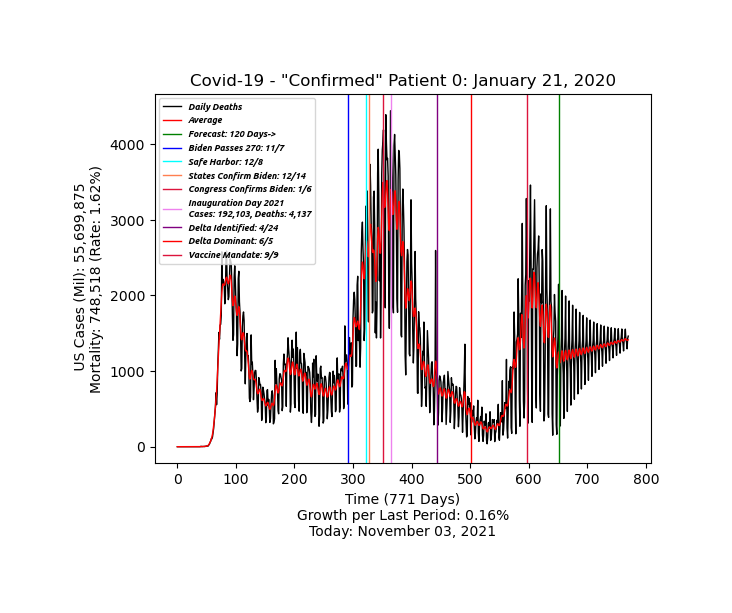 Covid-19 - "Confirmed" Patient 0: January 21, 2020
Daily Deaths
Average
Forecast: 120 Days->
Biden Passes 270: 11/7
Safe Harbor: 12/8
States Confirm Biden: 12/14
Congress Confirms Biden: 1/6
Inauguration Day 2021
Cases: 192,103, Deaths: 4,137
Delta Identified: 4/24
Delta Dominant: 6/5
Vaccine Mandate: 9/9
US Cases (Mil): 55,699,875
Mortality: 748,518 (Rate: 1.62%)
4000
3000
2000
1000
0
0 100 200 300 400 500 600 700 800
Time (771 Days)
Growth per Last Period: 0.16%
Today: November 03, 2021